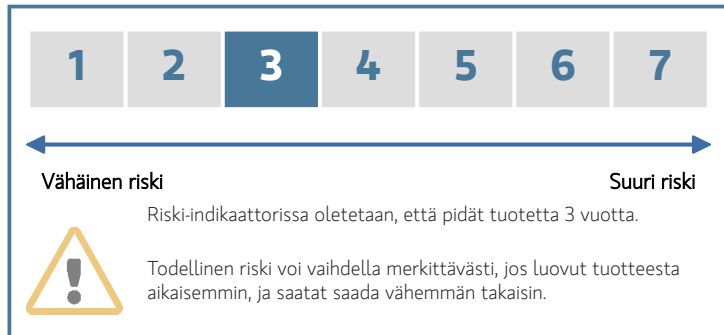 1 2 3 4 5 6 7
Vähäinen riski Suuri riski
Riski-indikaattorissa oletetaan, että pidät tuotetta 3 vuotta.
Todellinen riski voi vaihdella merkittävästi, jos luovut tuotteesta
aikaisemmin, ja saatat saada vähemmän takaisin.